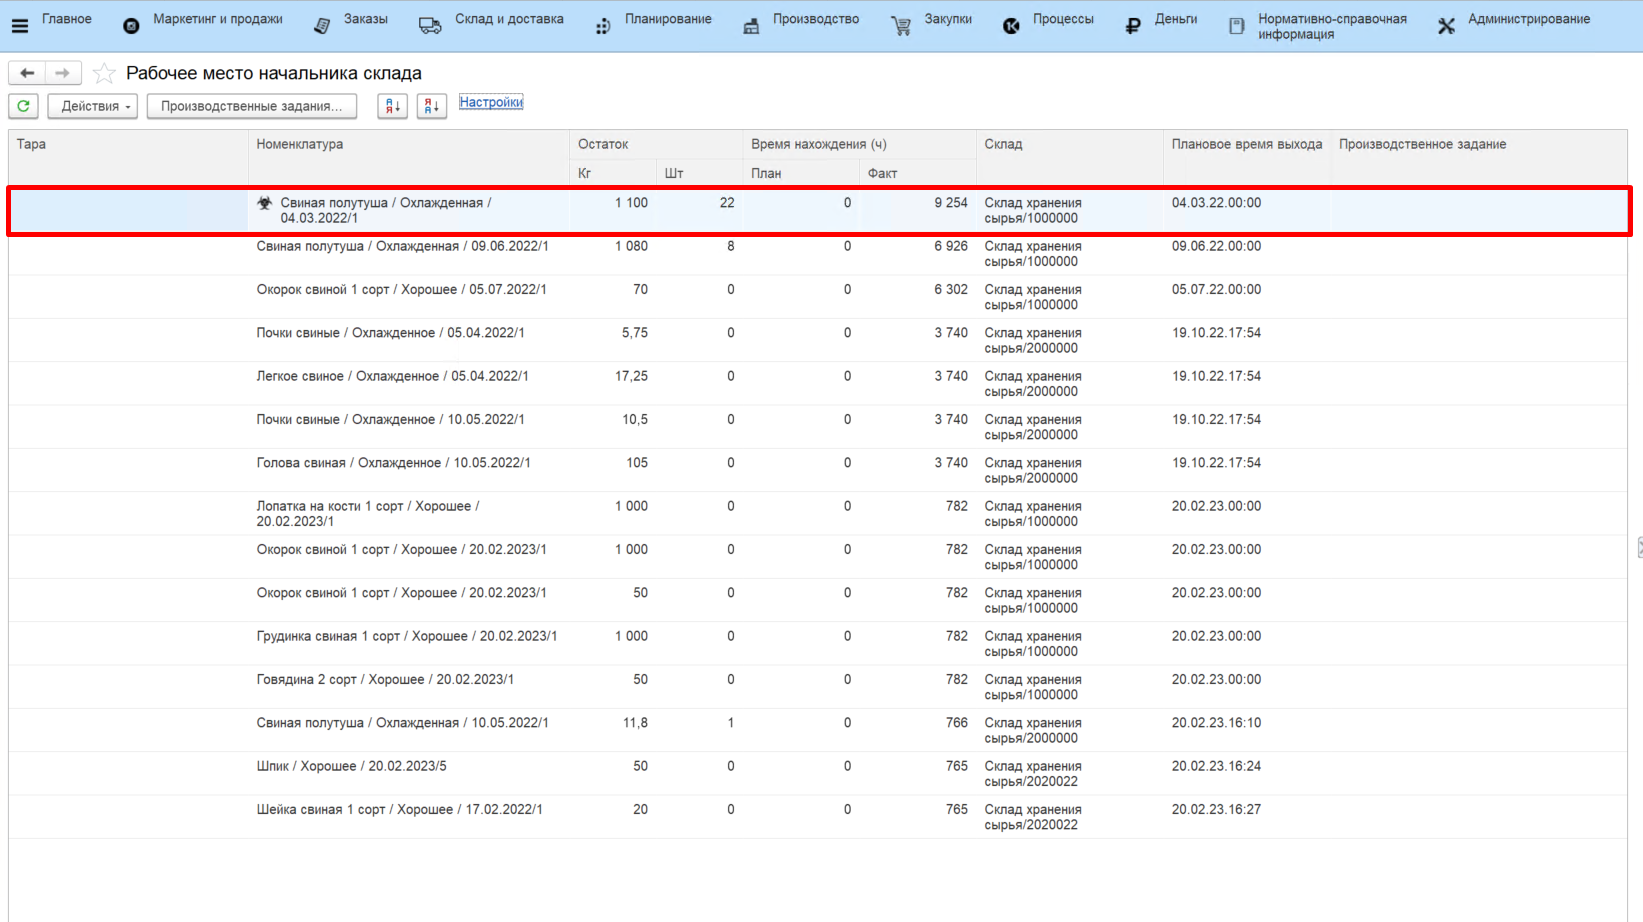 Главное
Маркетинг и продажи
Заказы
Склад и доставка
Планирование
Производство
Закупки
Процессы
Деньги
Нормативно-справочная
информация
Администрирование
Рабочее место начальника склада
Действия
Производственные задания...
Настройки
Тара Номенклатура Остаток Время нахождения (ч) Склад Плановое время выхода Производственное задание
Кг Шт План Факт
Свиная полутуша / Охлажденная / 1 100 22 0 9 254 Склад хранения 04.03.22.00:00
04.03.2022/1 сырья/1000000
Свиная полутуша / Охлажденная / 09.06.2022/1 1 080 8 0 6 926 Склад хранения 09.06.22.00:00
сырья/1000000
Окорок свиной 1 сорт / Хорошее / 05.07.2022/1 70 0 0 6 302 Склад хранения 05.07.22.00:00
сырья/1000000
Почки свиные / Охлажденное / 05.04.2022/1 5,75 0 0 3 740 Склад хранения 19.10.22.17:54
сырья/2000000
Легкое свиное / Охлажденное / 05.04.2022/1 17,25 0 0 3 740 Склад хранения 19.10.22.17:54
сырья/2000000
Почки свиные / Охлажденное / 10.05.2022/1 10,5 0 0 3 740 Склад хранения 19.10.22.17:54
сырья/2000000
Голова свиная / Охлажденное / 10.05.2022/1 105 0 0 3 740 Склад хранения 19.10.22.17:54
сырья/2000000
Лопатка на кости 1 сорт / Хорошее / 1 000 0 0 782 Склад хранения 20.02.23.00:00
20.02.2023/1 сырья/1000000
Окорок свиной 1 сорт / Хорошее / 20.02.2023/1 1 000 0 0 782 Склад хранения 20.02.23.00:00
сырья/1000000
Окорок свиной 1 сорт / Хорошее / 20.02.2023/1 50 0 0 782 Склад хранения 20.02.23.00:00
сырья/1000000
Грудинка свиная 1 сорт / Хорошее / 20.02.2023/1 1 000 0 0 782 Склад хранения 20.02.23.00:00
сырья/1000000
Говядина 2 сорт / Хорошее / 20.02.2023/1 50 0 0 782 Склад хранения 20.02.23.00:00
сырья/1000000
Свиная полутуша / Охлажденная / 10.05.2022/1 11,8 1 0 766 Склад хранения 20.02.23.16:10
сырья/2000000
Шпик / Хорошее / 20.02.2023/5 50 0 0 765 Склад хранения 20.02.23.16:24
сырья/2020022
Шейка свиная 1 сорт / Хорошее / 17.02.2022/1 20 0 0 765 Склад хранения 20.02.23.16:27
сырья/2020022